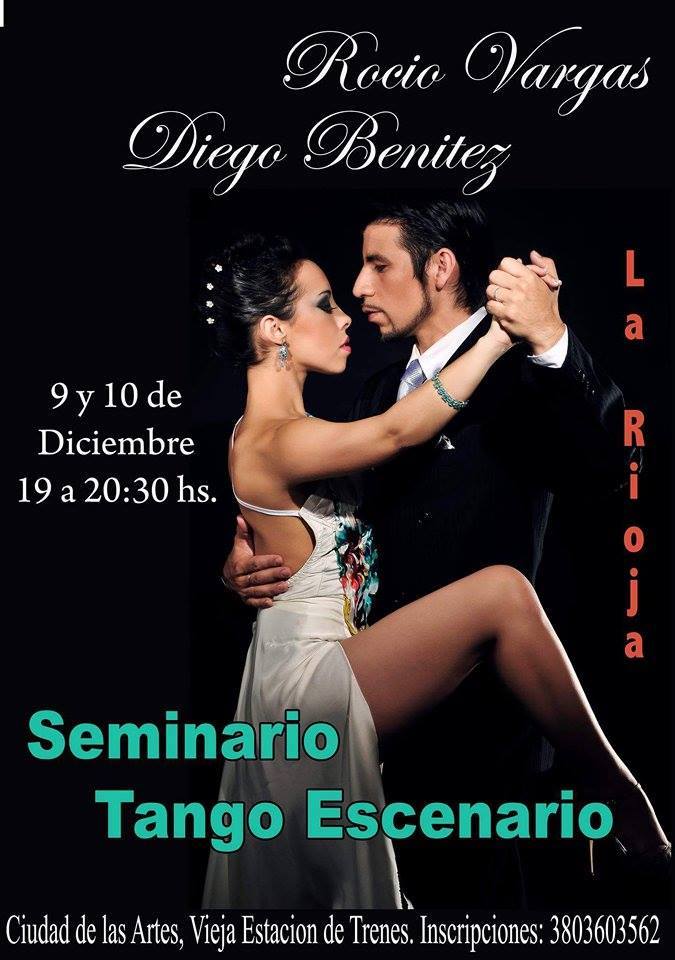 Rocio Vargas
Diego Benitez
La Rioja
9 y 10 de
Diciembre
19 a 20:30 hs.
Seminario
Tango Escenario
Ciudad de las Artes, Vieja Estacion de Trenes. Inscripciones: 3803603562